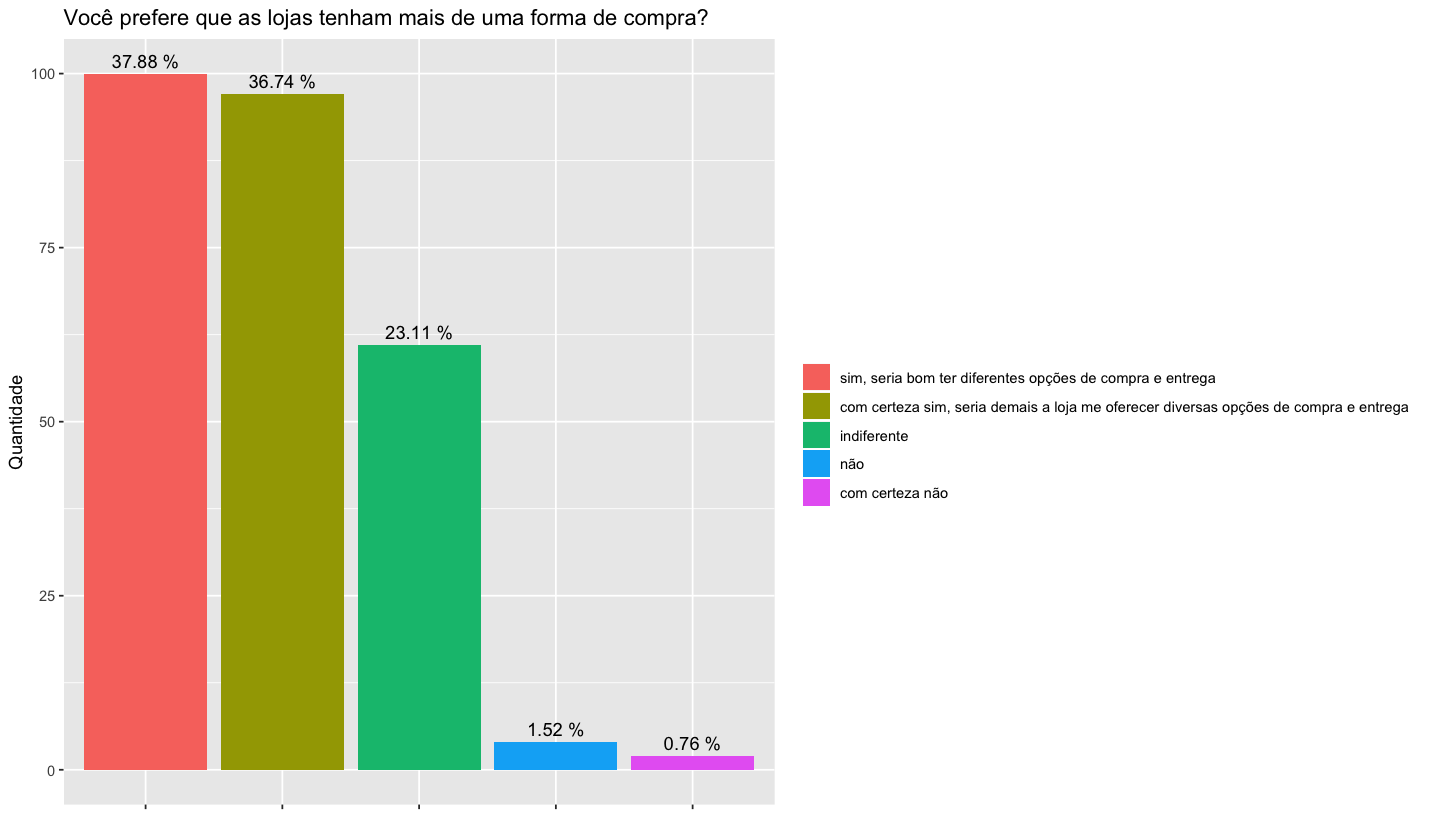 Você prefere que as lojas tenham mais de uma forma de compra?
37.88 %
36.74 %
23.11 %
1.52 %
0.76 %
100
75
50
25
0
Quantidade
sim, seria bom ter diferentes opções de compra e entrega
com certeza sim, seria demais a loja me oferecer diversas opções de compra e entrega
indiferente
não
com certeza não